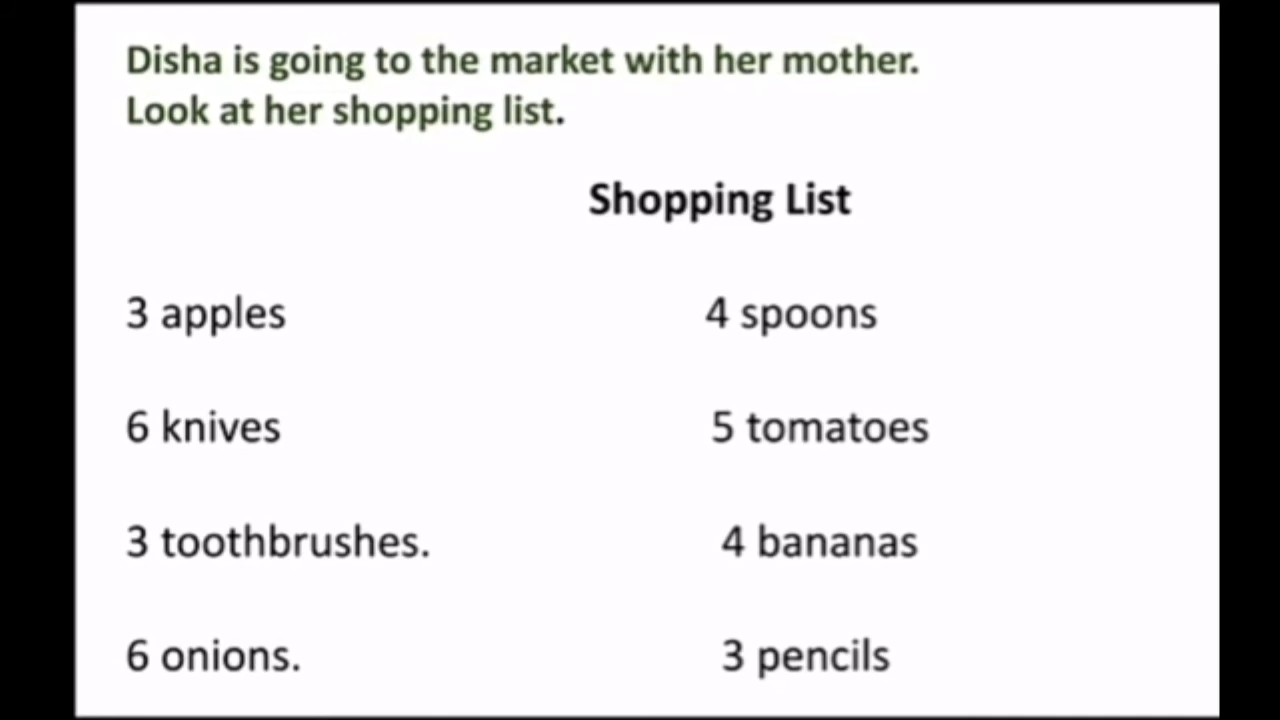 Disha is going to the market with her mother.
Look at her shopping list.
Shopping List
3 apples 4 spoons
6 knives 5 tomatoes
3 toothbrushes. 4 bananas
6 onions. 3 pencils